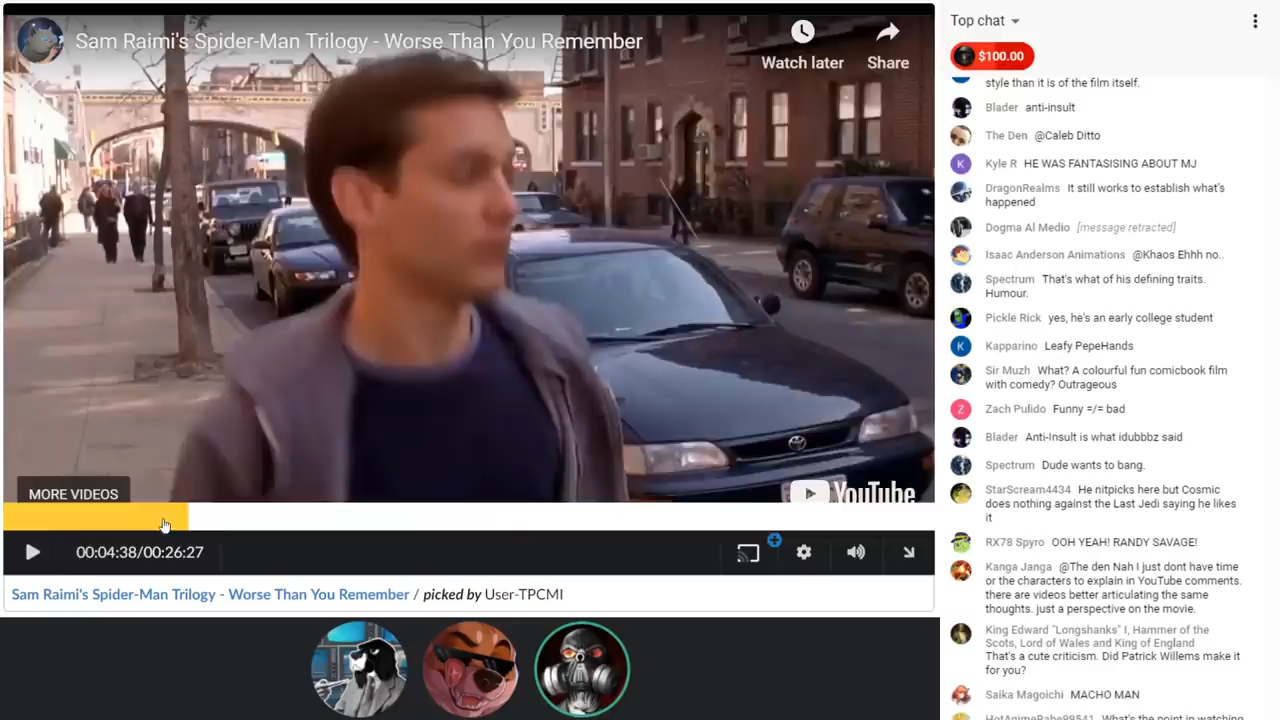 Sam Raimi's Spider-Man Trilogy - Worse Than You Remember
Watch later
Share
MORE VIDEOS
YouTube
00:04:38/00:26:27
Sam Raimi's Spider-Man Trilogy - Worse Than You Remember / picked by User-TPCMI
Top chat
$100.00
style than it is of the film itself.
Blader anti-insult
The Den @Caleb Ditto
K
Kyle R HE WAS FANTASISING ABOUT MJ
DragonRealms It still works to establish what's
happened
Dogma Al Medio [message retracted]
Isaac Anderson Animations @Khaos Ehhh no..
Spectrum That's what of his defining traits.
Humour.
Pickle Rick yes, he's an early college student
K
Kapparino Leafy PepeHands
Sir Muzh What? A colourful fun comicbook film
with comedy? Outrageous
Z
Zach Pulido Funny =/= bad
Blader Anti-Insult is what idubbbz said
Spectrum Dude wants to bang.
StarScream4434 He nitpicks here but Cosmic
does nothing against the Last Jedi saying he likes
it
RX78 Spyro OOH YEAH! RANDY SAVAGE!
Kanga Janga @The den Nah I just dont have time
or the characters to explain in YouTube comments.
there are videos better articulating the same
thoughts. just a perspective on the movie.
King Edward "Longshanks" I, Hammer of the
Scots, Lord of Wales and King of England
That's a cute criticism. Did Patrick Willems make it
for you?
Saika Magoichi MACHO MAN
HotAnimeBabe99541 What's the point in watching